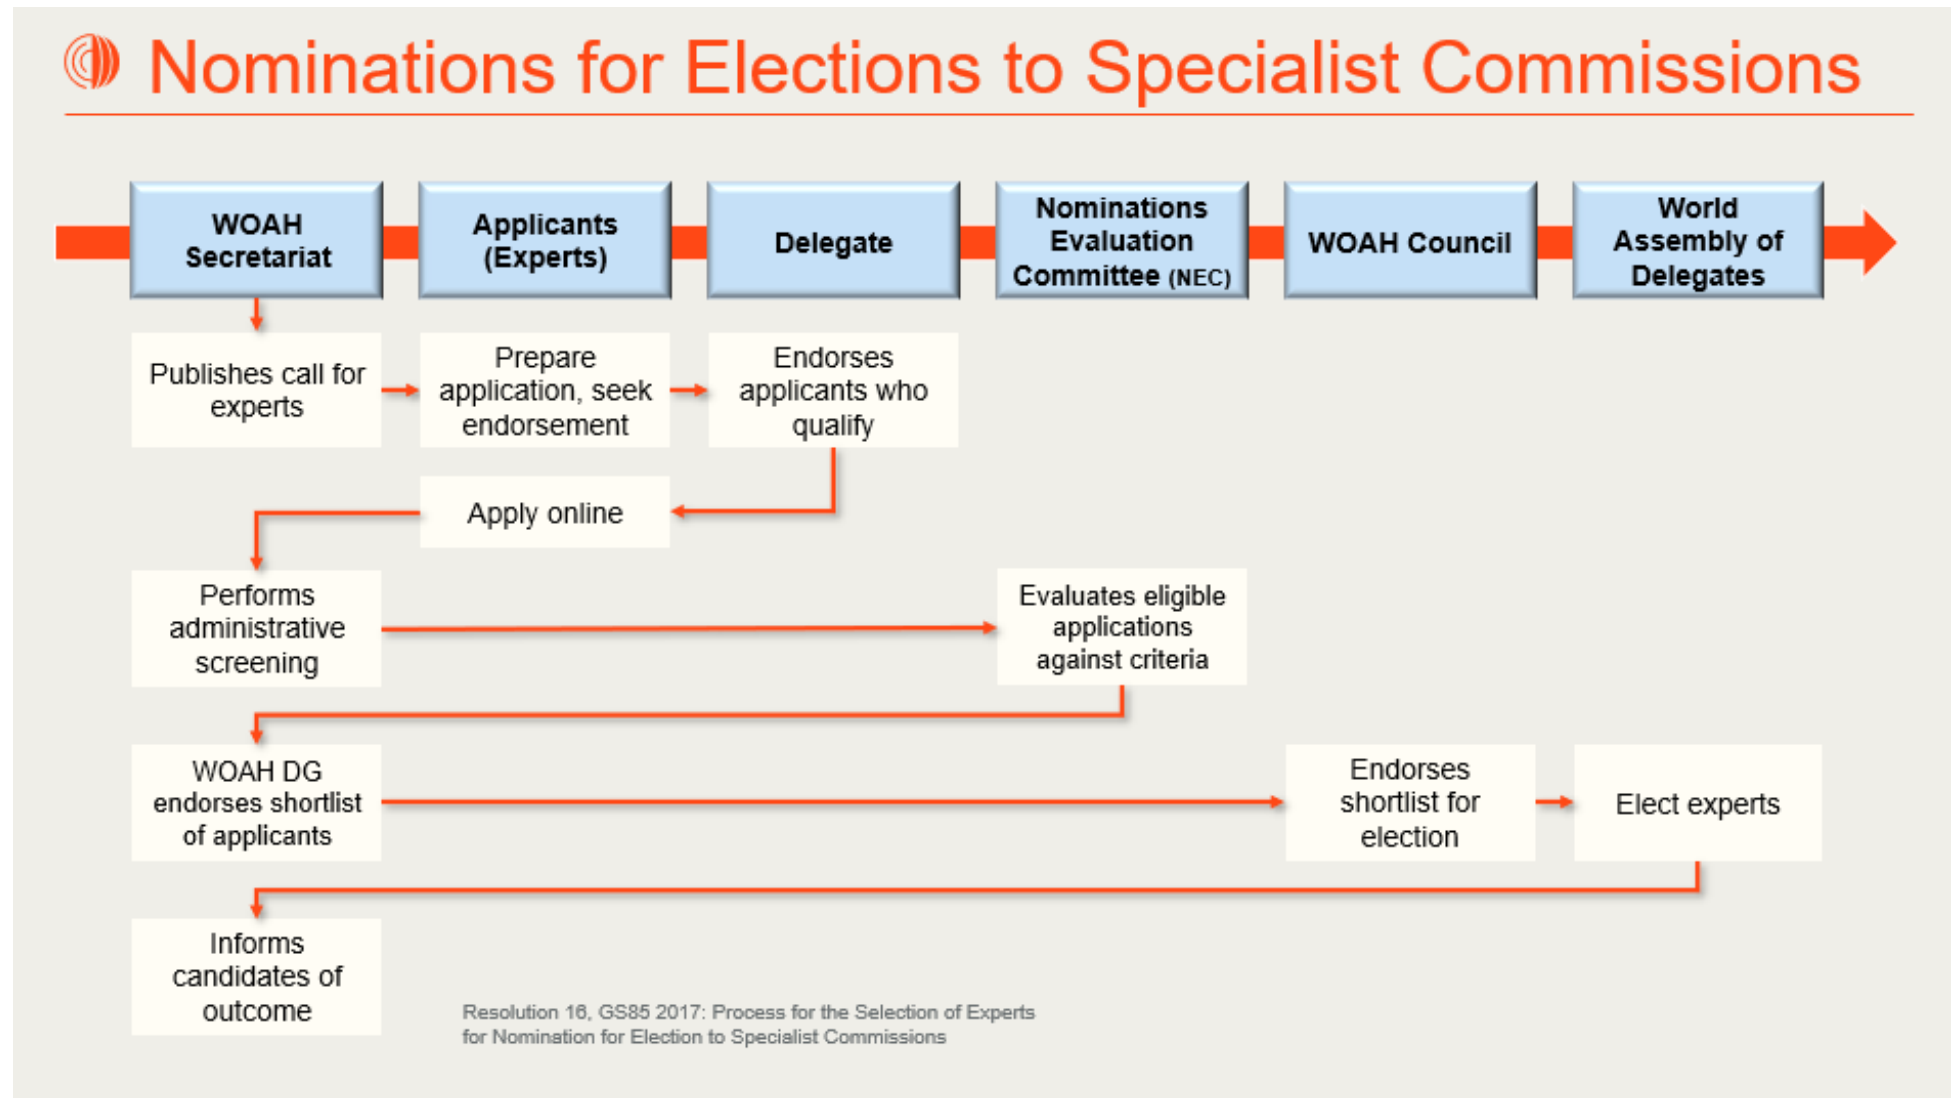 Nominations for Elections to Specialist Commissions
WOAH
Secretariat
Applicants
(Experts)
Delegate
Nominations
Evaluation
Committee (NEC)
WOAH Council
World
Assembly of
Delegates
Publishes call for
experts
Prepare
application, seek
endorsement
Endorses
applicants who
qualify
Apply online
Performs
administrative
screening
Evaluates eligible
applications
against criteria
WOAH DG
endorses shortlist
of applicants
Endorses
shortlist for
election
Elect experts
Informs
candidates of
outcome
Resolution 16, GS85 2017: Process for the Selection of Experts
for Nomination for Election to Specialist Commissions